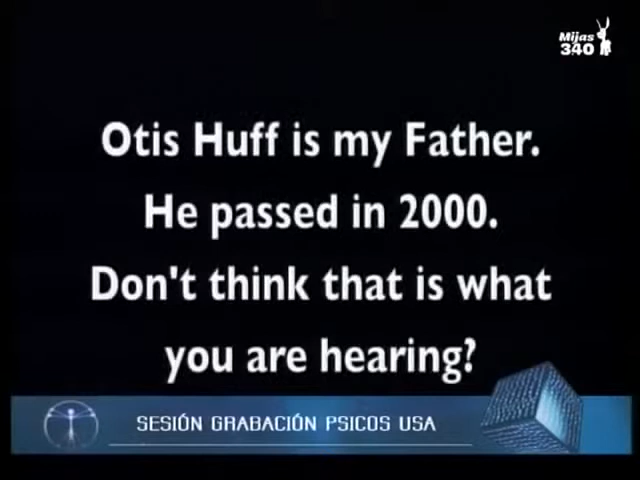 Mijas
340
Otis Huff is my Father.
He passed in 2000.
Don't think that is what
you are hearing?
SESIÓN GRABACIÓN PSICOS USA